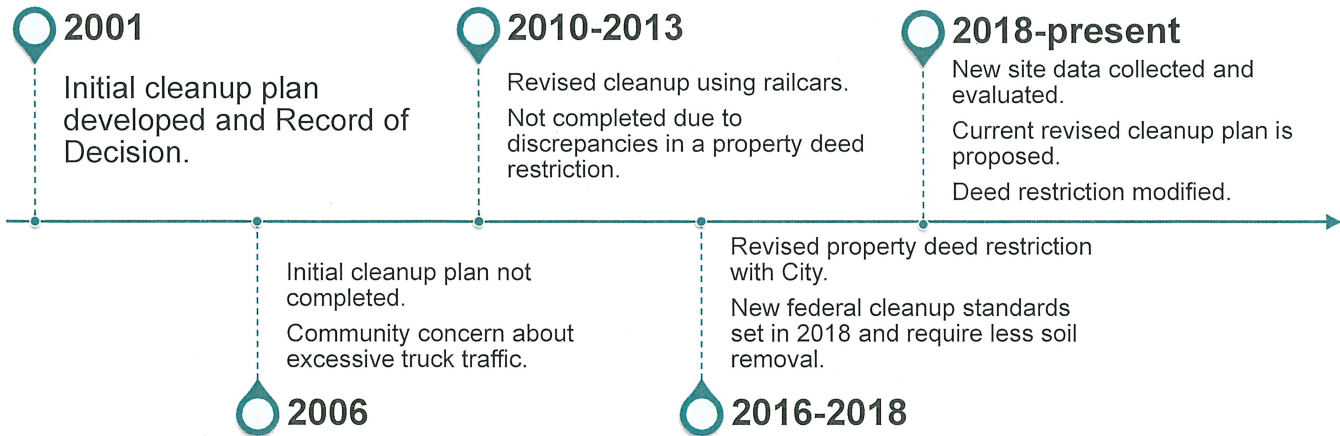 2001
Initial cleanup plan
developed and Record of
Decision.
2006
Initial cleanup plan not
completed.
Community concern about
excessive truck traffic.
2010-2013
Revised cleanup using railcars.
Not completed due to
discrepancies in a property deed
restriction.
2016-2018
Revised property deed restriction
with City.
New federal cleanup standards
set in 2018 and require less soil
removal.
2018-present
New site data collected and
evaluated.
Current revised cleanup plan is
proposed.
Deed restriction modified.